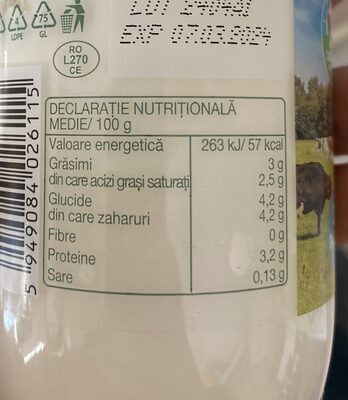 EXP 07.03.2024
4
LDPE
75
GL
RO
L270
CE
DECLARAȚIE NUTRIȚIONALĂ
MEDIE/ 100 g
Valoare energetică 263 kJ/ 57 kcal
Grăsimi 3 g
din care acizi grași saturați 2,5 g
Glucide 4,2 g
din care zaharuri 4,2 g
Fibre 0 g
Proteine 3,2 g
Sare 0,13 g
5 949084 026115